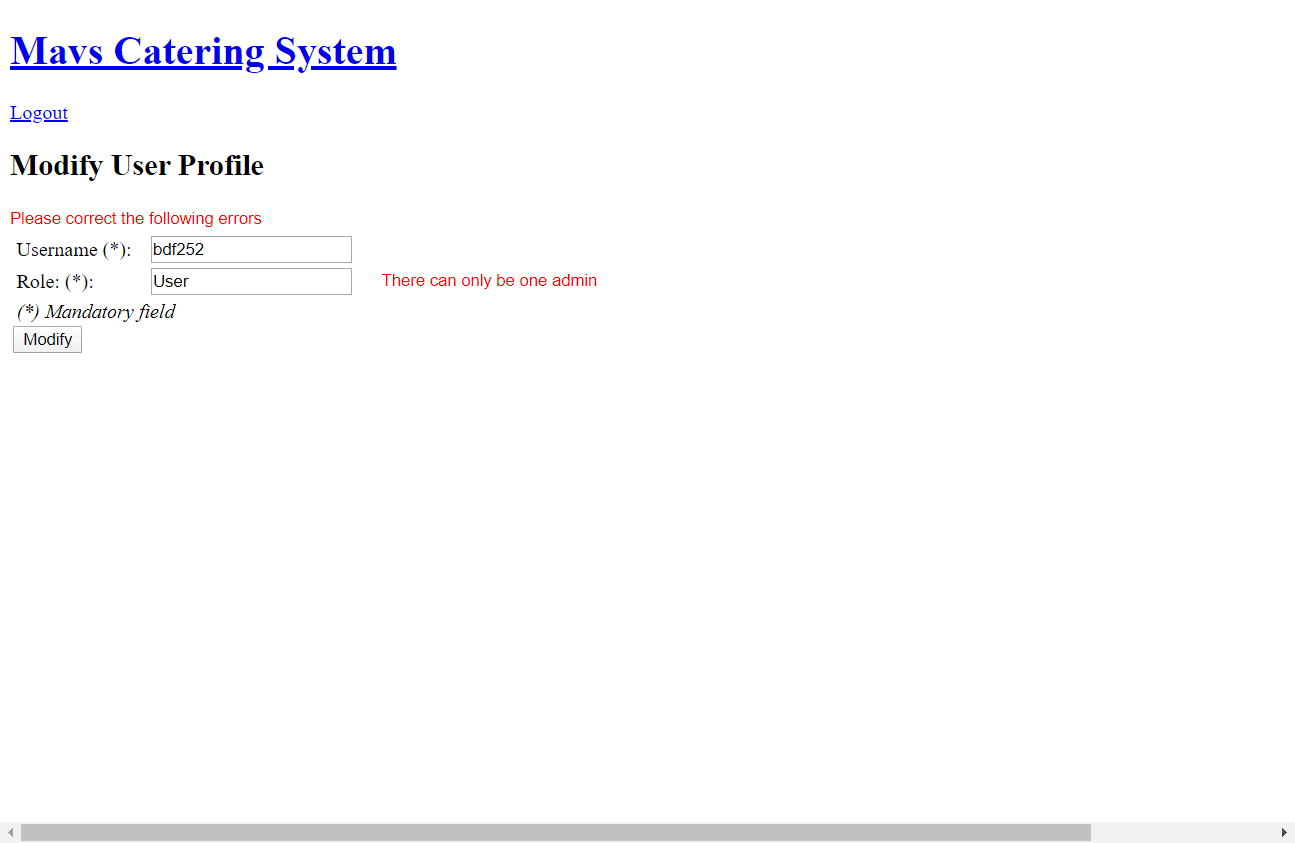 Mavs Catering System
Logout
Modify User Profile
Please correct the following errors
Username (*): bdf252
Role: (*): User There can only be one admin
(*) Mandatory field
Modify